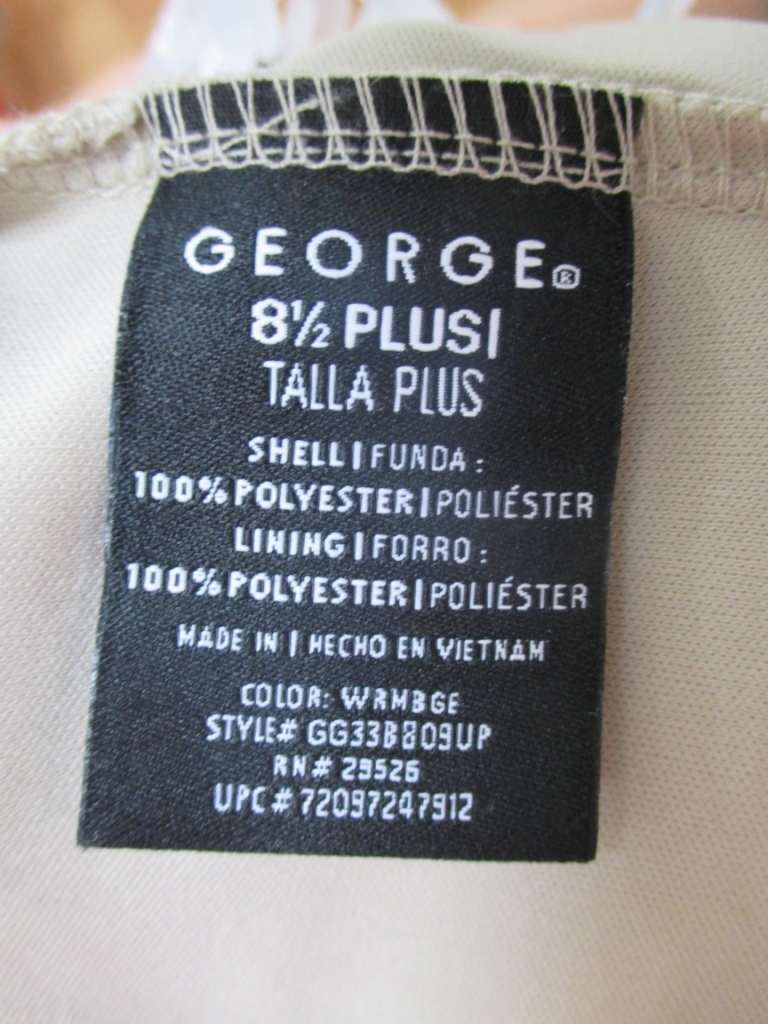 GEORGE®
8½ PLUS|
TALLA PLUS
SHELL|FUNDA:
100% POLYESTER|POLIÉSTER
LINING|FORRO:
100% POLYESTER|POLIÉSTER
MADE IN | HECHO EN VIETNAM
COLOR: WRMBGE
STYLE# GG33B809UP
RN# 29526
UPC# 72097247912